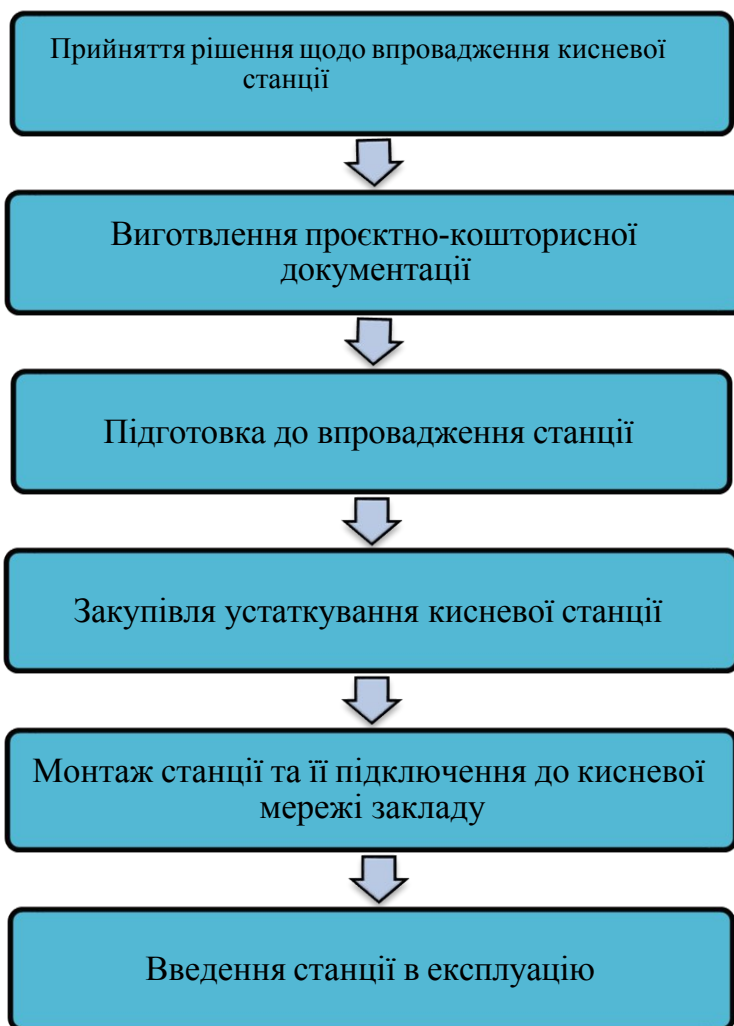 Прийняття рішення щодо впровадження кисневої
станції
Виготвлення проєктно-кошторисної
документації
Підготовка до впровадження станції
Закупівля устаткування кисневої станції
Монтаж станції та її підключення до кисневої
мережі закладу
Введення станції в експлуацію